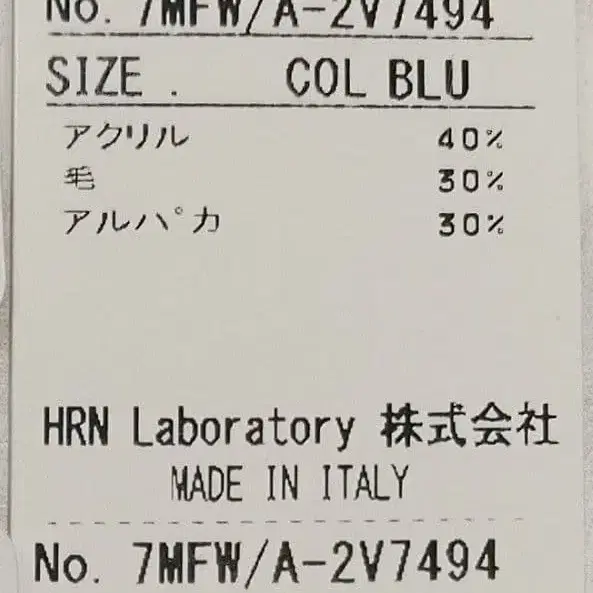 No. 7MFW/A-2V7494
SIZE . COL BLU
アクリル 40%
毛 30%
アルパカ 30%
HRN Laboratory 株式会社
MADE IN ITALY
No. 7MFW/A-2V7494